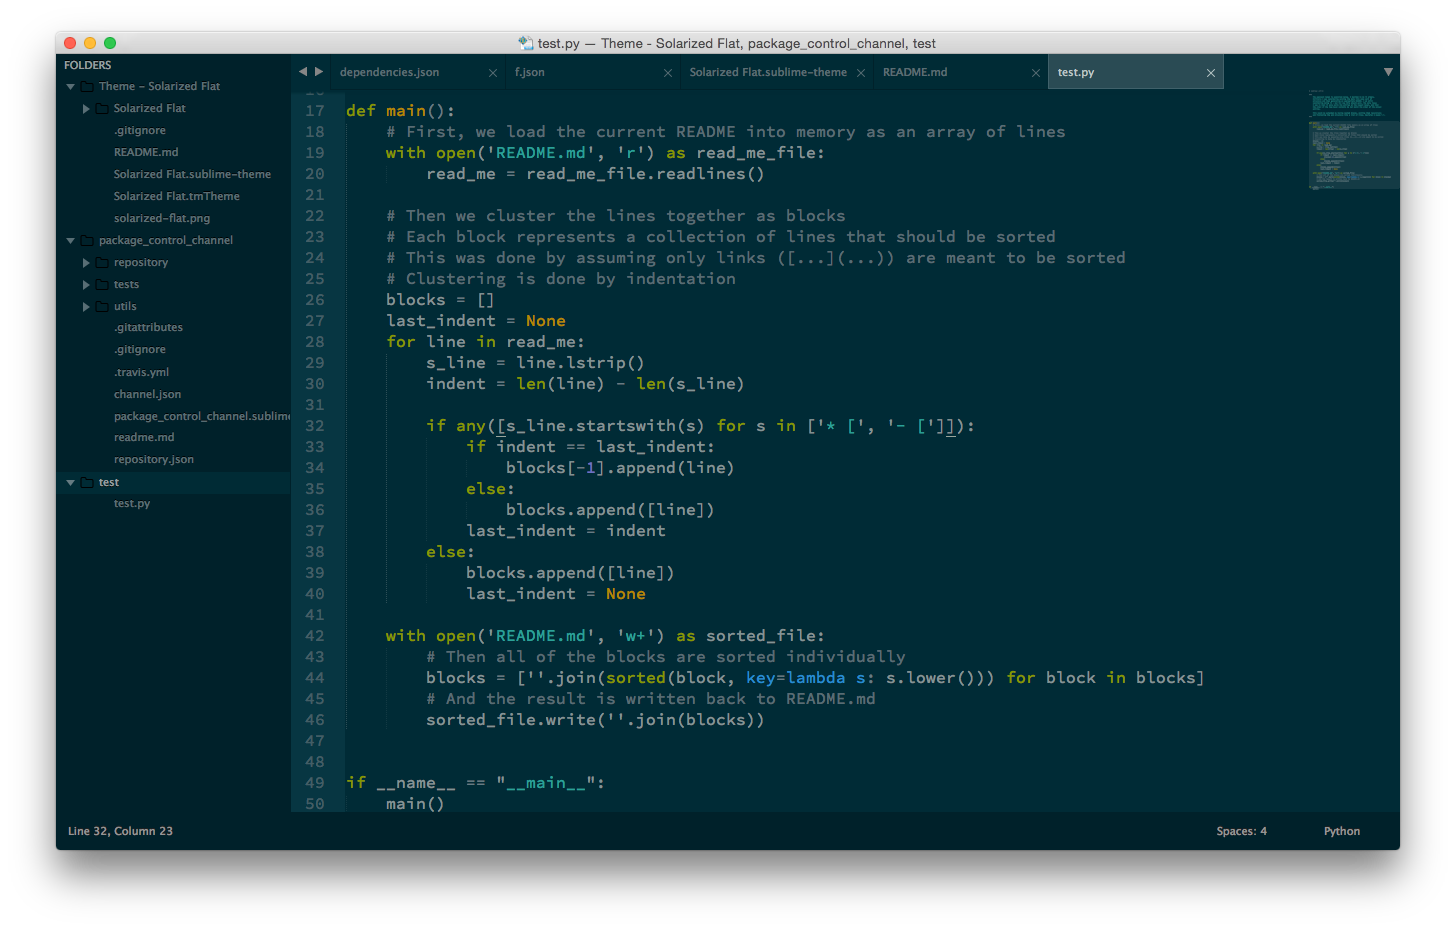 test.py — Theme - Solarized Flat, package_control_channel, test
FOLDERS
Theme – Solarized Flat
Solarized Flat
.gitignore
README.md
Solarized Flat.sublime-theme
Solarized Flat.tmTheme
solarized-flat.png
package_control_channel
repository
tests
utils
.gitattributes
.gitignore
.travis.yml
channel.json
package_control_channel.sublime
readme.md
repository.json
test
test.py
dependencies.json
f.json
Solarized Flat.sublime-theme
README.md
test.py
17 def main():
18     # First, we load the current README into memory as an array of lines
19     with open('README.md', 'r') as read_me_file:
20         read_me = read_me_file.readlines()
21
22     # Then we cluster the lines together as blocks
23     # Each block represents a collection of lines that should be sorted
24     # This was done by assuming only links ([...](...)) are meant to be sorted
25     # Clustering is done by indentation
26     blocks = []
27     last_indent = None
28     for line in read_me:
29         s_line = line.lstrip()
30         indent = len(line) - len(s_line)
31
32         if any([s_line.startswith(s) for s in ['* [', '- [']]):
33             if indent == last_indent:
34                 blocks[-1].append(line)
35             else:
36                 blocks.append([line])
37             last_indent = indent
38         else:
39             blocks.append([line])
40             last_indent = None
41
42     with open('README.md', 'w+') as sorted_file:
43         # Then all of the blocks are sorted individually
44         blocks = [''.join(sorted(block, key=lambda s: s.lower())) for block in blocks]
45         # And the result is written back to README.md
46         sorted_file.write(''.join(blocks))
47
48
49 if __name__ == "__main__":
50     main()
Line 32, Column 23
Spaces: 4
Python